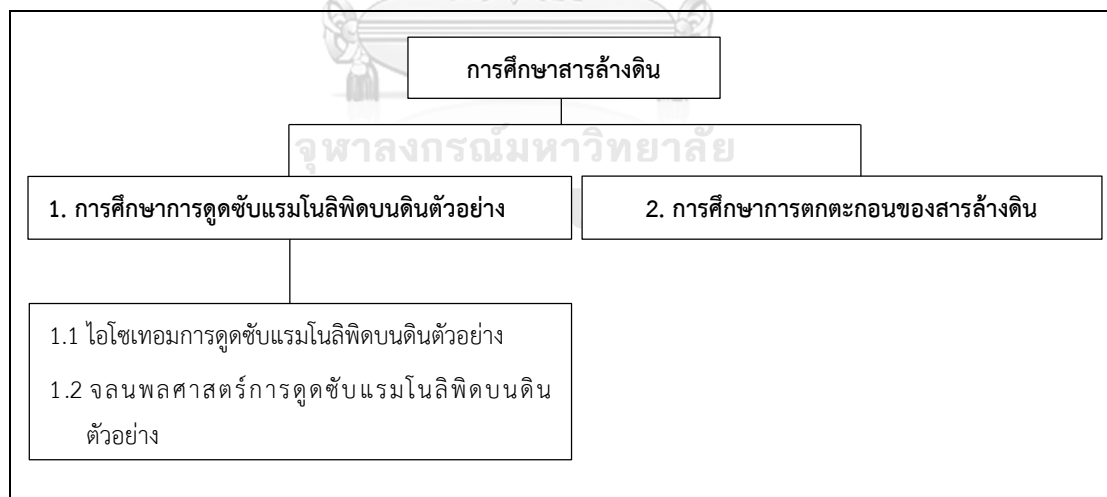 การศึกษาสารล้างดิน
จุฬาลงกรณ์มหาวิทยาลัย
1. การศึกษาการดูดซับแรมโนลิพิดบนดินตัวอย่าง
2. การศึกษาการตกตะกอนของสารล้างดิน
1.1 ไอโซเทอมการดูดซับแรมโนลิพิดบนดินตัวอย่าง
1.2 จลนพลศาสตร์การดูดซับแรมโนลิพิดบนดิน
ตัวอย่าง